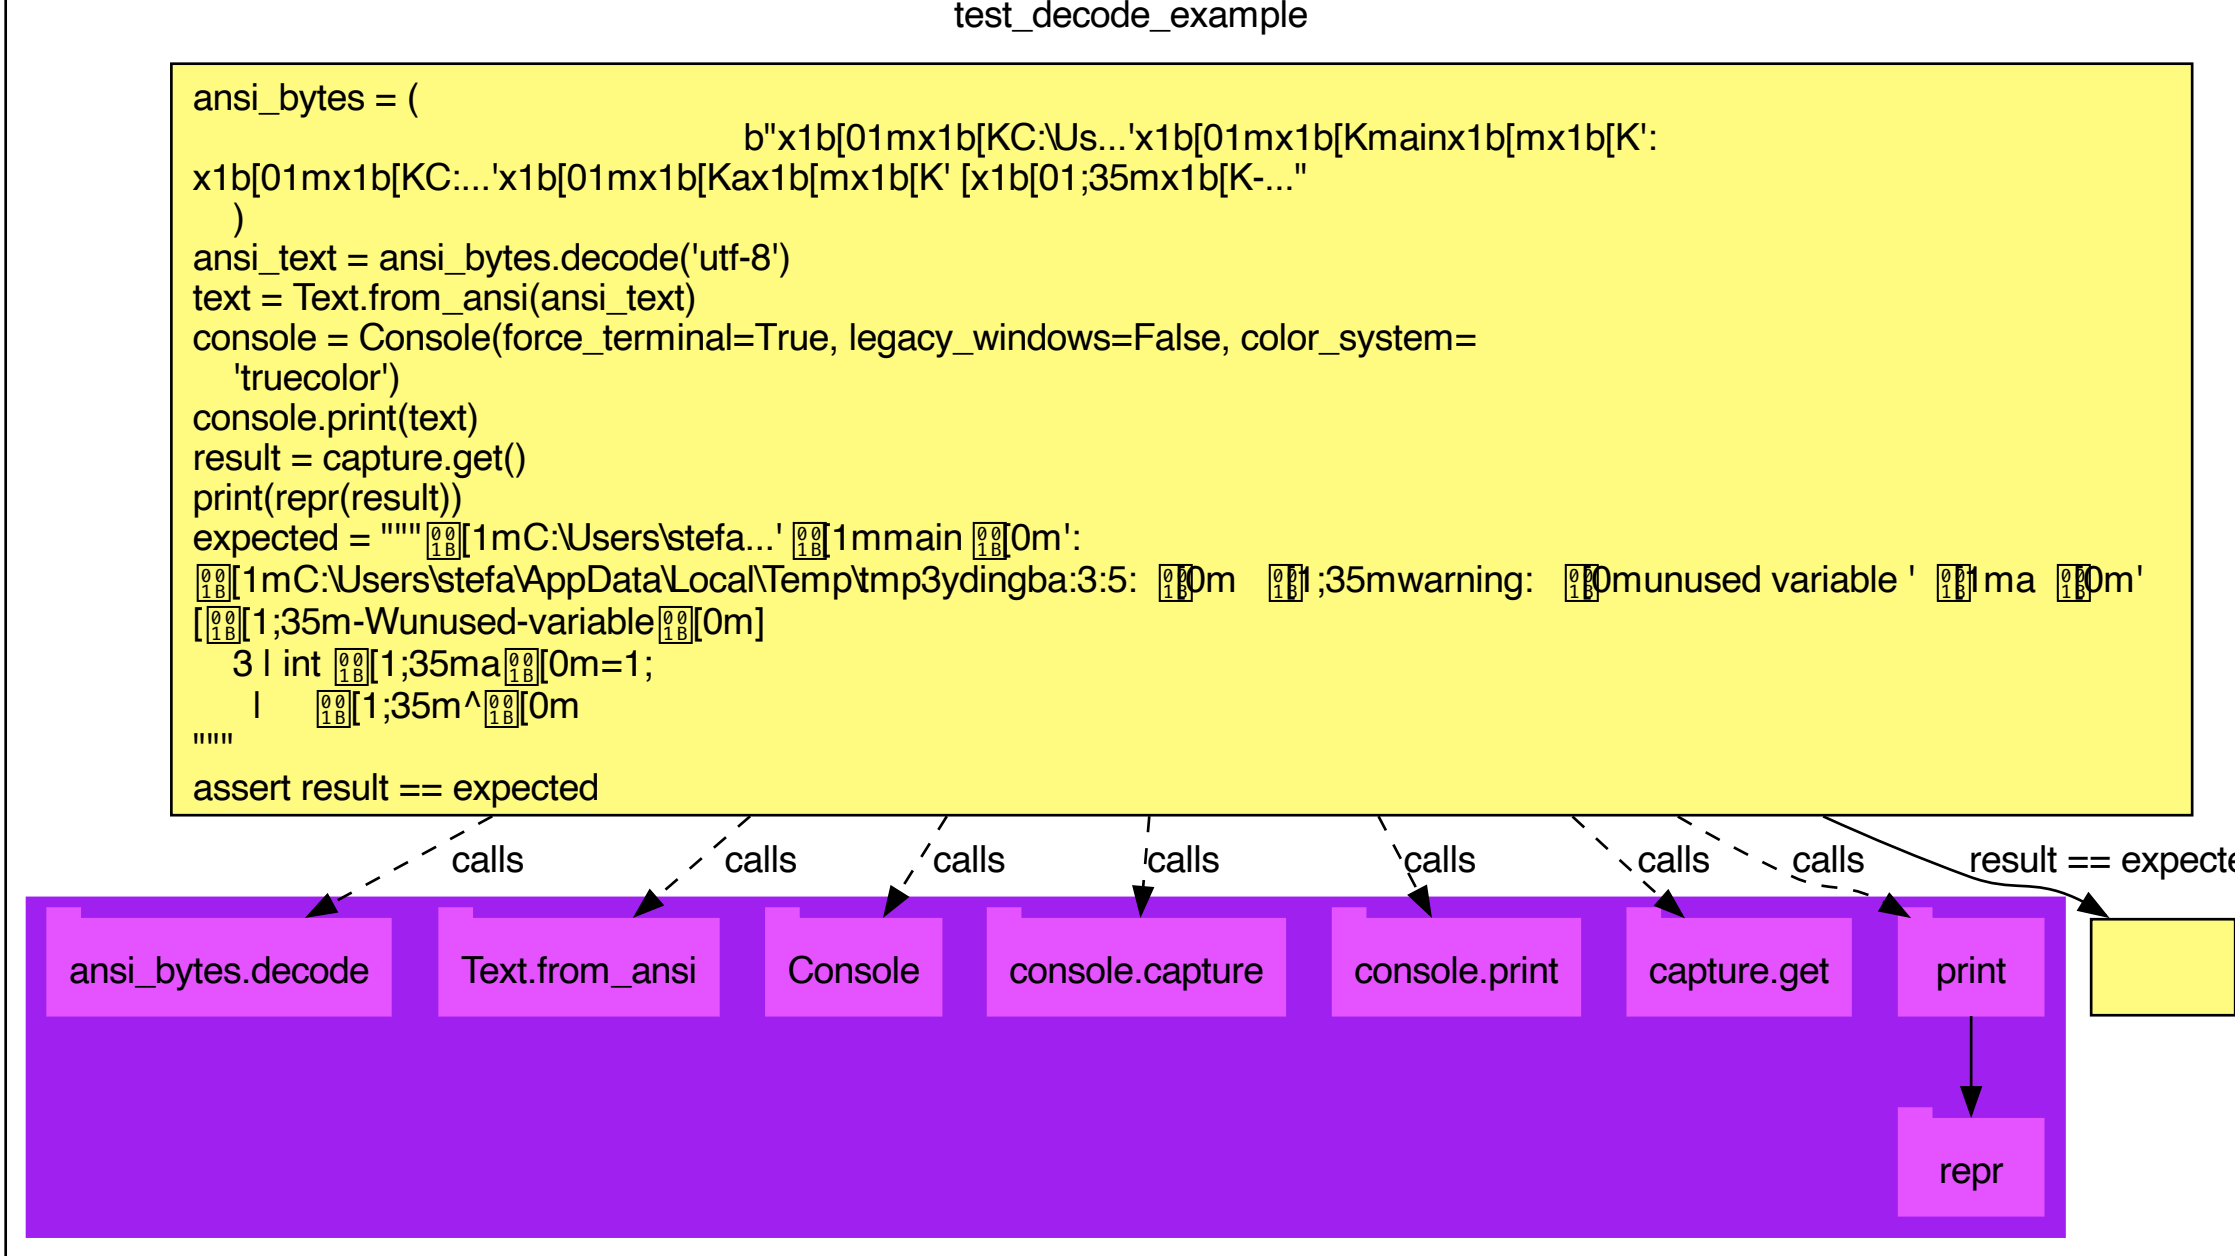 test_decode_example
ansi_bytes = (
b"x1b[01mx1b[KC:\Us...'x1b[01mx1b[Kmainx1b[mx1b[K':
x1b[01mx1b[KC:...'x1b[01mx1b[Kax1b[mx1b[K' [x1b[01;35mx1b[K-..."
)
ansi_text = ansi_bytes.decode('utf-8')
text = Text.from_ansi(ansi_text)
console = Console(force_terminal=True, legacy_windows=False, color_system=
'truecolor')
console.print(text)
result = capture.get()
print(repr(result))
expected = """[1mC:\Users\stefa...' [1mmain [0m':
[1mC:\Users\stefa\AppData\Local\Temp\tmp3ydingba:3:5: [0m [1;35mwarning: [0munused variable ' [1ma [0m'
[[1;35m-Wunused-variable[0m]
3 | int [1;35ma[0m=1;
| [1;35m^[0m
"""
assert result == expected
calls calls calls calls calls calls calls result == expecte
ansi_bytes.decode Text.from_ansi Console console.capture console.print capture.get print
repr